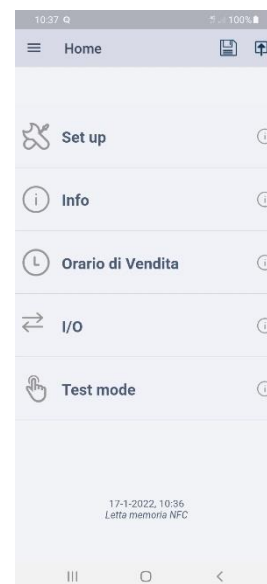 10:37
100%
Home
Set up
Info
Orario di Vendita
I/O
Test mode
17-1-2022, 10:36
Letta memoria NFC